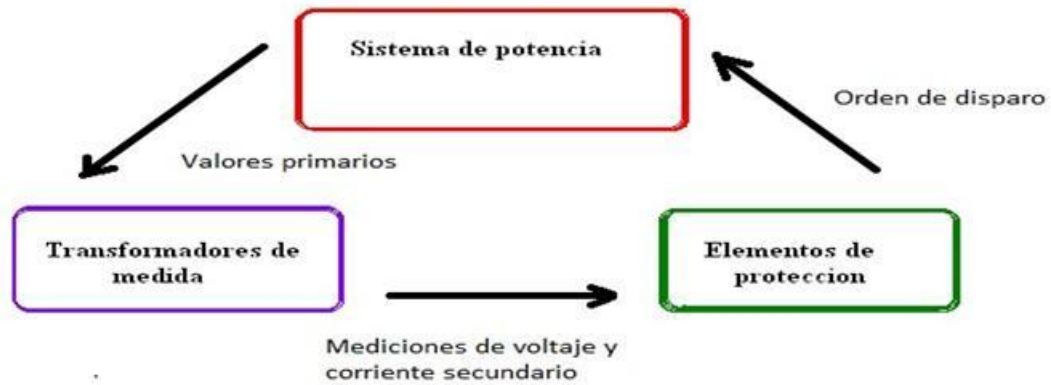 Sistema de potencia
Orden de disparo
Valores primarios
Transformadores de
medida
Elementos de
proteccion
Mediciones de voltaje y
corriente secundario